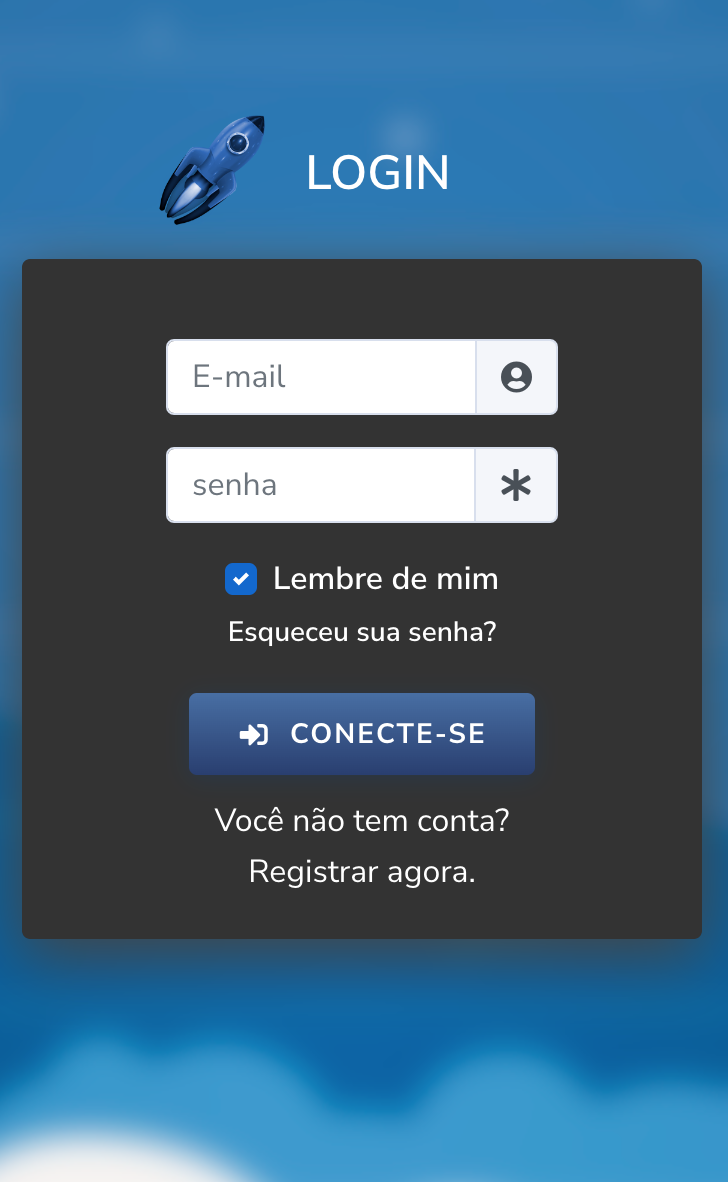 LOGIN
E-mail
senha
Lembre de mim
Esqueceu sua senha?
CONECTE-SE
Você não tem conta?
Registrar agora.